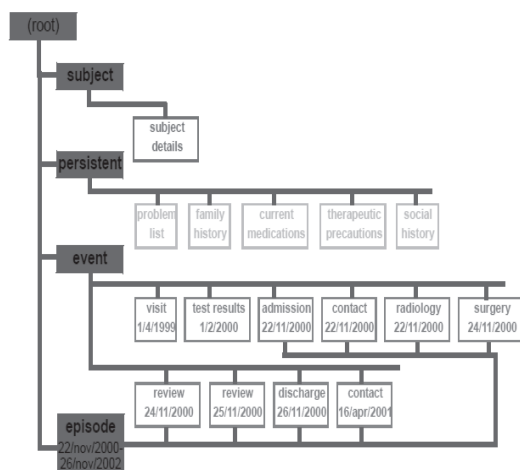 (root)
subject
subject
details
persistent
problem
list
family
history
current
medications
therapeutic
precautions
social
history
event
visit
1/4/1999
test results
1/2/2000
admission
22/11/2000
contact
22/11/2000
radiology
22/11/2000
surgery
24/11/2000
review
24/11/2000
review
25/11/2000
discharge
26/11/2000
contact
16/apr/2001
episode
22/nov/2000-
26/nov/2002